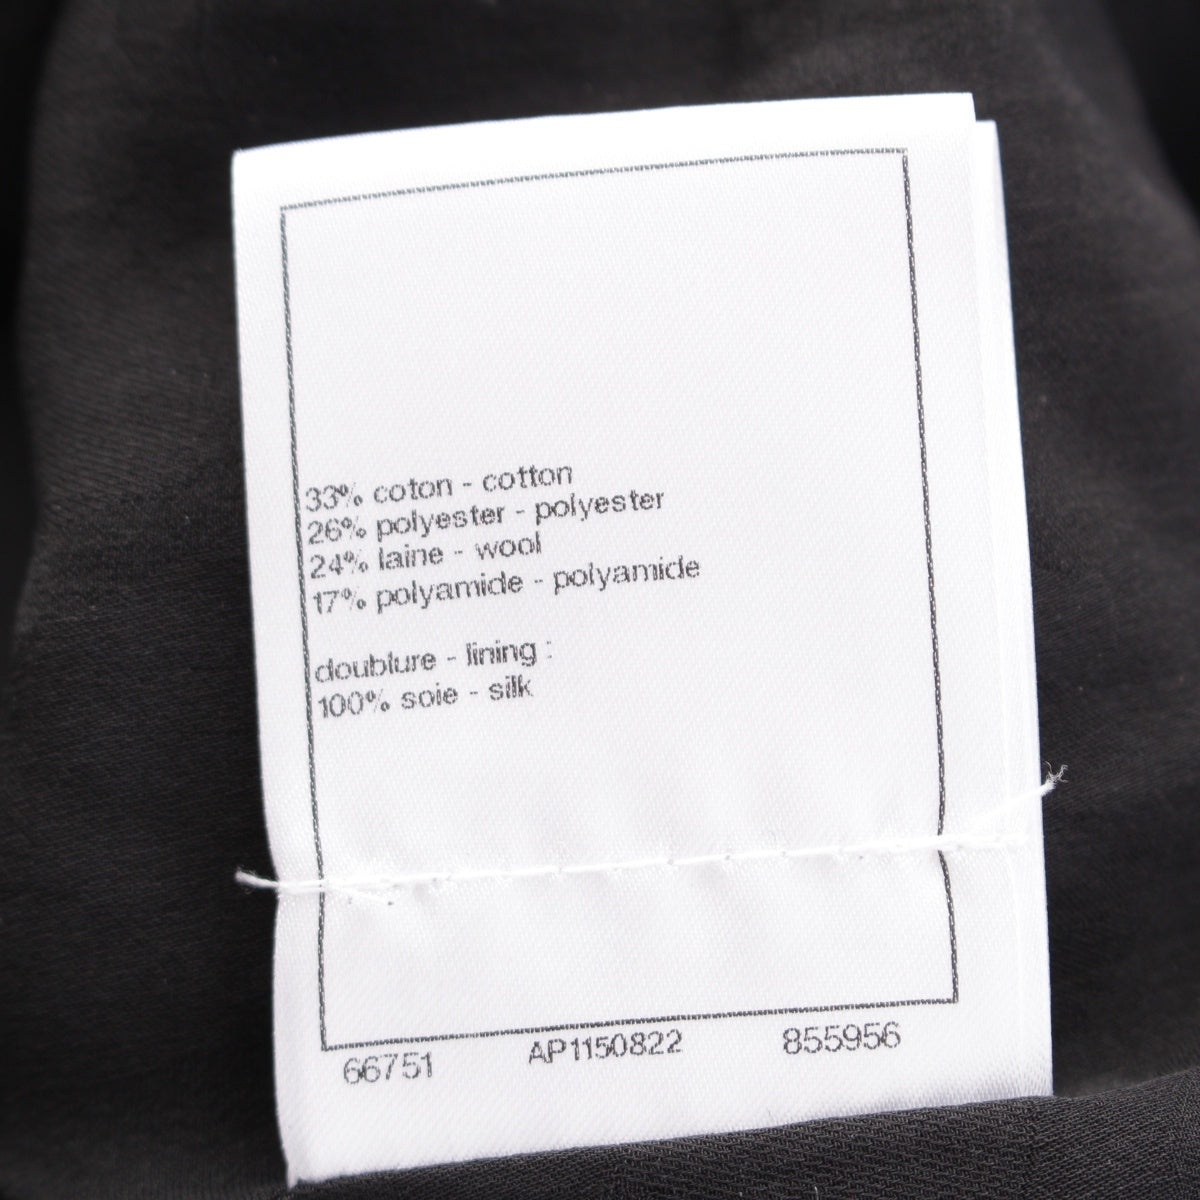 33% coton - cotton
26% polyester - polyester
24% laine - wool
17% polyamide - polyamide
doublure - lining :
100% soie - silk
66751 AP1150822 855956